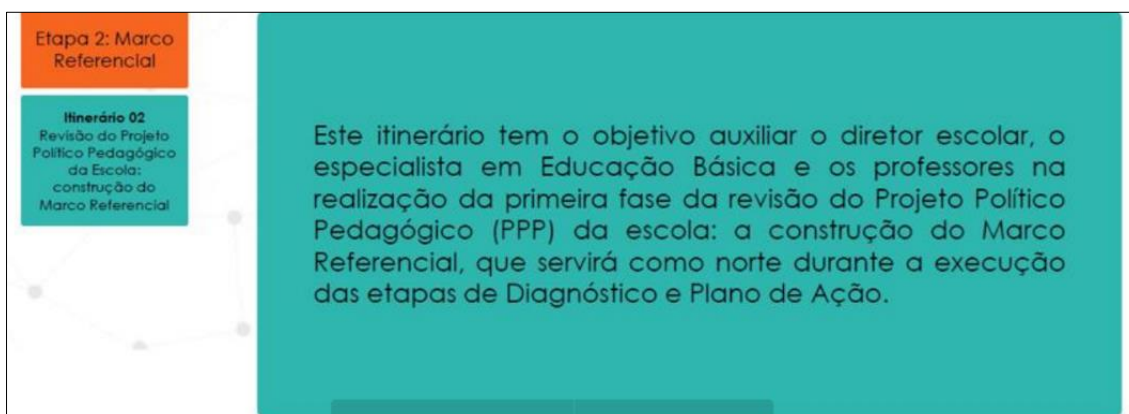 Etapa 2: Marco
Referencial
Itinerário 02
Revisão do Projeto
Político Pedagógico
da Escola:
construção do
Marco Referencial
Este itinerário tem o objetivo auxiliar o diretor escolar, o
especialista em Educação Básica e os professores na
realização da primeira fase da revisão do Projeto Político
Pedagógico (PPP) da escola: a construção do Marco
Referencial, que servirá como norte durante a execução
das etapas de Diagnóstico e Plano de Ação.